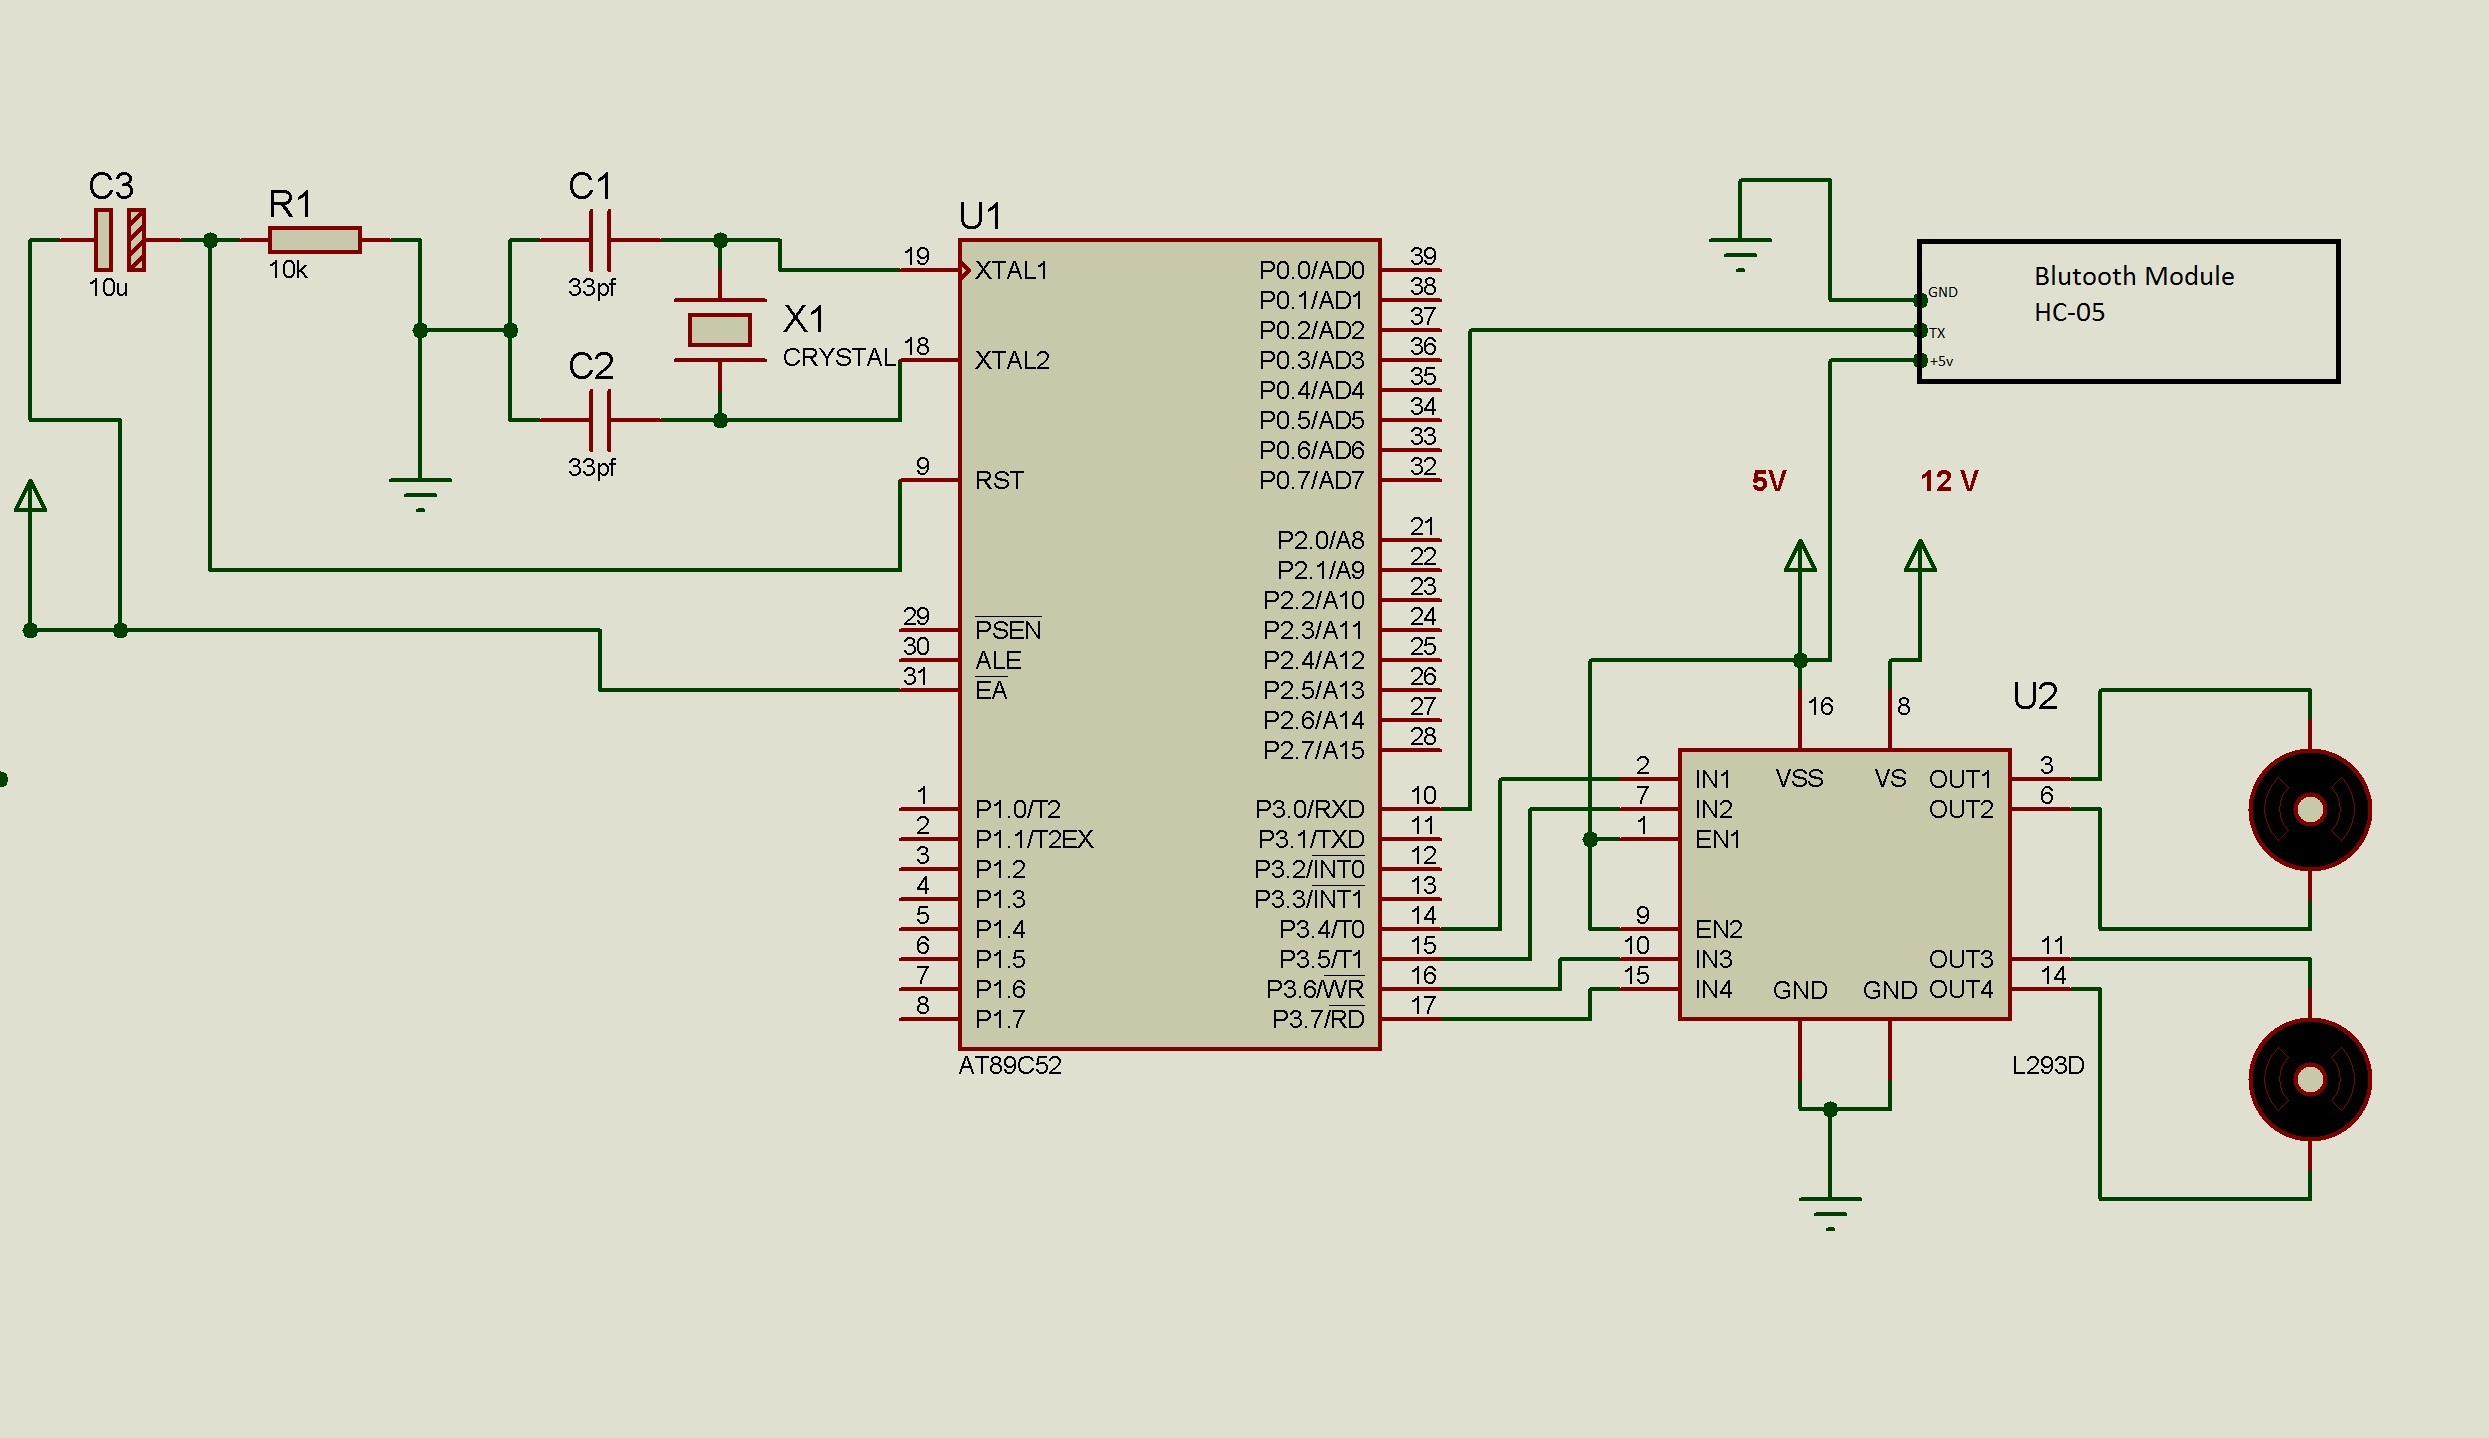 C3
10u
R1
10k
C1
33pf
C2
33pf
X1
CRYSTAL
U1
19 XTAL1
18 XTAL2
9 RST
29 PSEN
30 ALE
31 EA
1 P1.0/T2
2 P1.1/T2EX
3 P1.2
4 P1.3
5 P1.4
6 P1.5
7 P1.6
8 P1.7
P0.0/AD0 39
P0.1/AD1 38
P0.2/AD2 37
P0.3/AD3 36
P0.4/AD4 35
P0.5/AD5 34
P0.6/AD6 33
P0.7/AD7 32
P2.0/A8 21
P2.1/A9 22
P2.2/A10 23
P2.3/A11 24
P2.4/A12 25
P2.5/A13 26
P2.6/A14 27
P2.7/A15 28
P3.0/RXD 10
P3.1/TXD 11
P3.2/INT0 12
P3.3/INT1 13
P3.4/T0 14
P3.5/T1 15
P3.6/WR 16
P3.7/RD 17
AT89C52
Blutooth Module
HC-05
GND
TX
+5v
5V
12 V
16
8
U2
2 IN1 VSS VS OUT1 3
7 IN2 OUT2 6
1 EN1
9 EN2
10 IN3 OUT3 11
15 IN4 GND GND OUT4 14
L293D